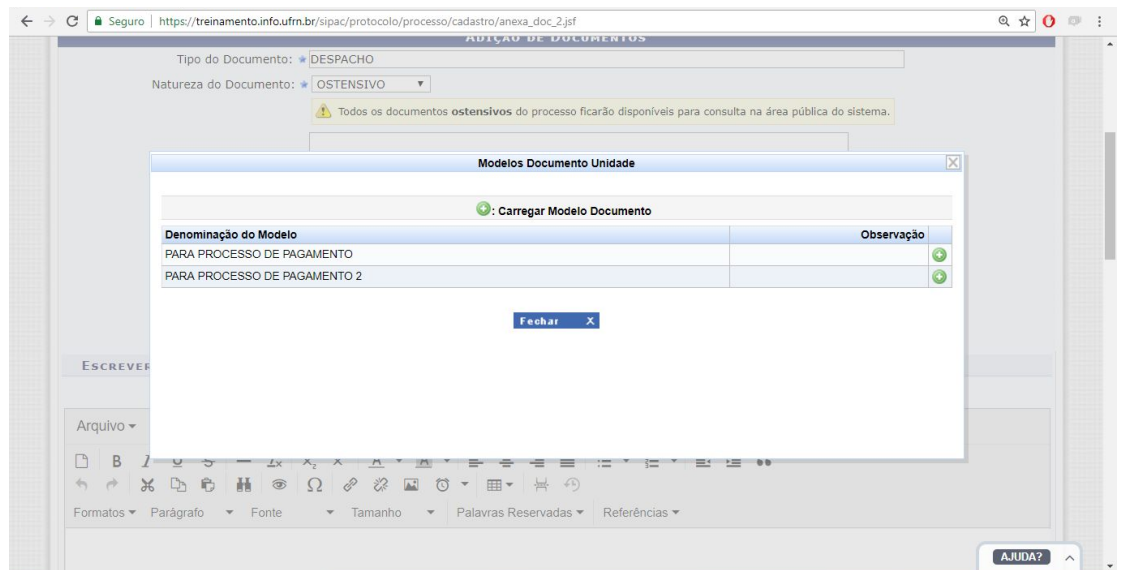 Seguro | https://treinamento.info.ufrn.br/sipac/protocolo/processo/cadastro/anexa_doc_2.jsf
ADIÇÃO DE DOCUMENTOS
Tipo do Documento: DESPACHO
Natureza do Documento: OSTENSIVO
Todos os documentos ostensivos do processo ficarão disponíveis para consulta na área pública do sistema.
Modelos Documento Unidade
: Carregar Modelo Documento
Denominação do Modelo Observação
PARA PROCESSO DE PAGAMENTO
PARA PROCESSO DE PAGAMENTO 2
Fechar X
ESCREVER
Arquivo
Formatos Parágrafo Fonte Tamanho Palavras Reservadas Referências
AJUDA?